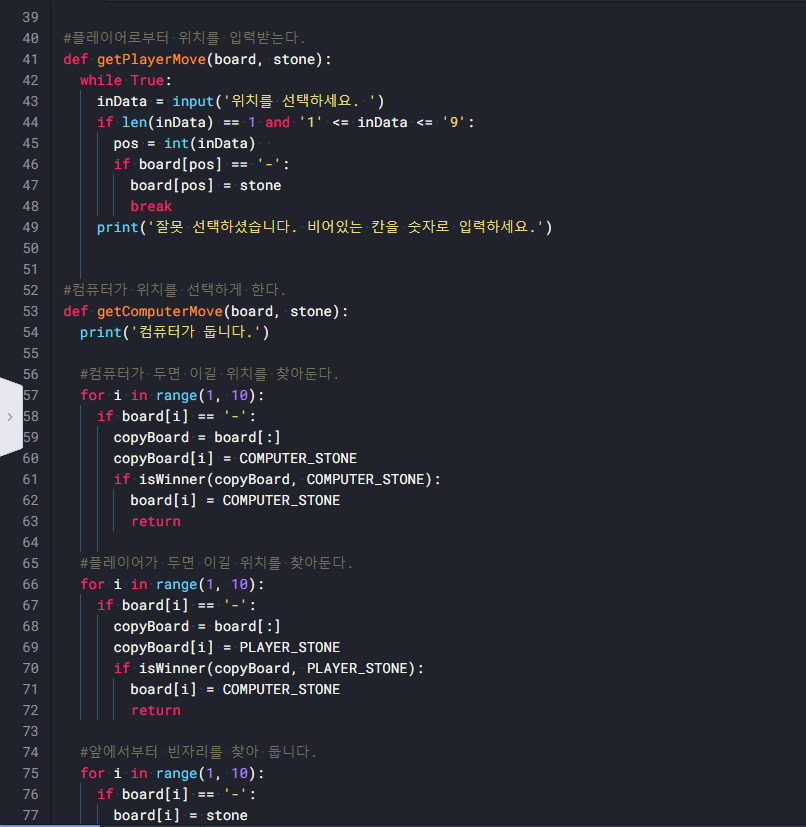 39
40 #플레이어로부터 위치를 입력받는다.
41 def getPlayerMove(board, stone):
42   while True:
43     inData = input('위치를 선택하세요. ')
44     if len(inData) == 1 and '1' <= inData <= '9':
45       pos = int(inData)
46       if board[pos] == '-':
47         board[pos] = stone
48         break
49     print('잘못 선택하셨습니다. 비어있는 칸을 숫자로 입력하세요.')
50
51
52 #컴퓨터가 위치를 선택하게 한다.
53 def getComputerMove(board, stone):
54   print('컴퓨터가 둡니다.')
55
56   #컴퓨터가 두면 이길 위치를 찾아둔다.
57   for i in range(1, 10):
58     if board[i] == '-':
59       copyBoard = board[:]
60       copyBoard[i] = COMPUTER_STONE
61       if isWinner(copyBoard, COMPUTER_STONE):
62         board[i] = COMPUTER_STONE
63         return
64
65   #플레이어가 두면 이길 위치를 찾아둔다.
66   for i in range(1, 10):
67     if board[i] == '-':
68       copyBoard = board[:]
69       copyBoard[i] = PLAYER_STONE
70       if isWinner(copyBoard, PLAYER_STONE):
71         board[i] = COMPUTER_STONE
72         return
73
74   #앞에서부터 빈자리를 찾아 둡니다.
75   for i in range(1, 10):
76     if board[i] == '-':
77       board[i] = stone